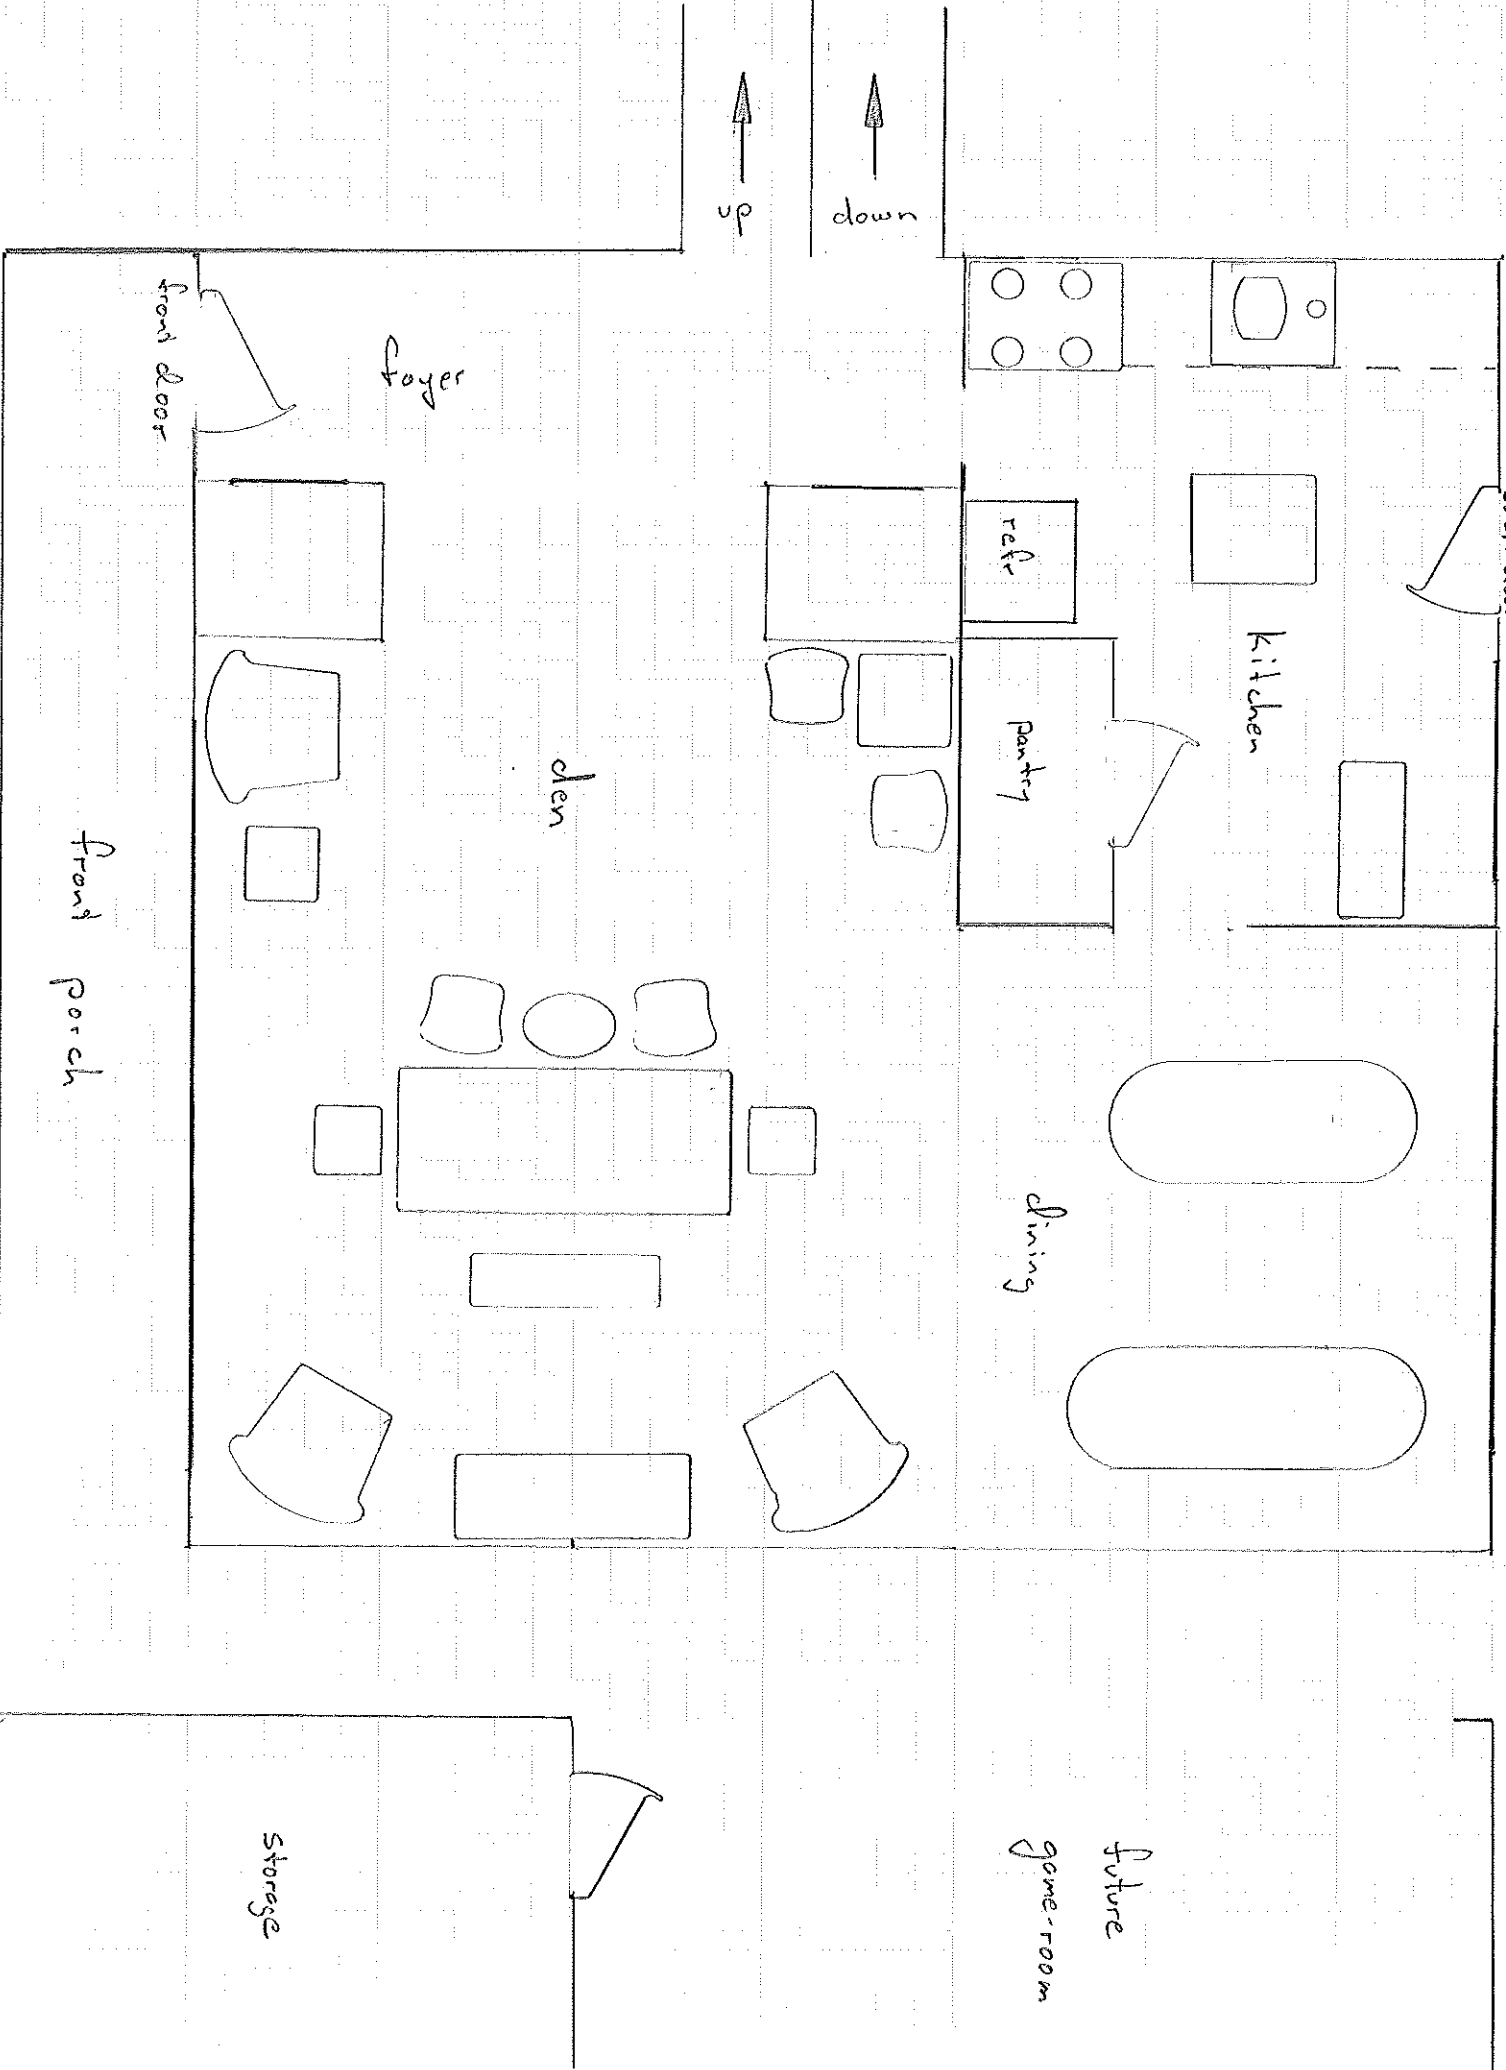 up
down
front door
foyer
refr
kitchen
pantry
den
front porch
dining
storage
future
game-room